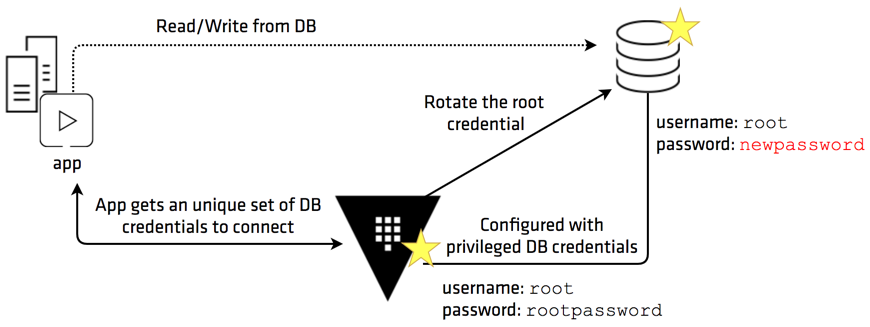 Read/Write from DB
Rotate the root
credential
username: root
password: newpassword
app
App gets an unique set of DB
credentials to connect
Configured with
privileged DB credentials
username: root
password: rootpassword